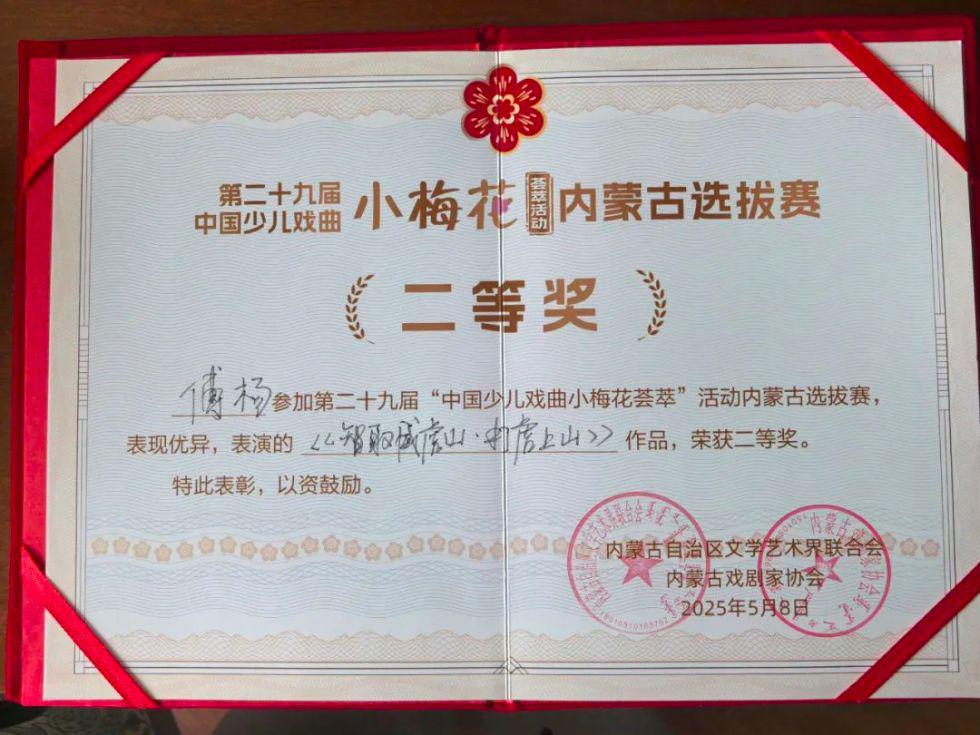 第二十九届
中国少儿戏曲
小梅花荟萃活动内蒙古选拔赛
二等奖
傅杨参加第二十九届“中国少儿戏曲小梅花荟萃”活动内蒙古选拔赛，
表现优异，表演的《智取威虎山·打虎上山》作品，荣获二等奖。
特此表彰，以资鼓励。
内蒙古自治区文学艺术界联合会
内蒙古戏剧家协会
2025年5月8日